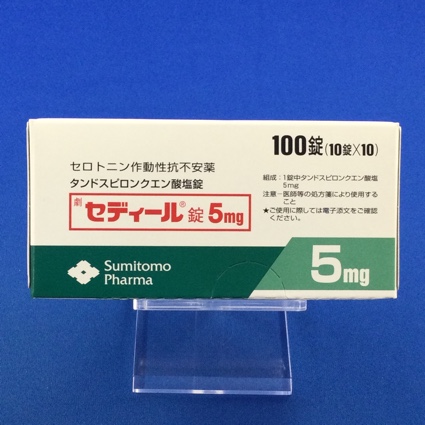 100錠(10錠×10)
セロトニン作動性抗不安薬
タンドスピロンクエン酸塩錠
劇 セディール®錠 5mg
組成:1錠中タンドスピロンクエン酸塩
5mg
注意−医師等の処方箋により使用する
こと
★ご使用に際しては電子添文をご確認
ください。
Sumitomo
Pharma
5mg